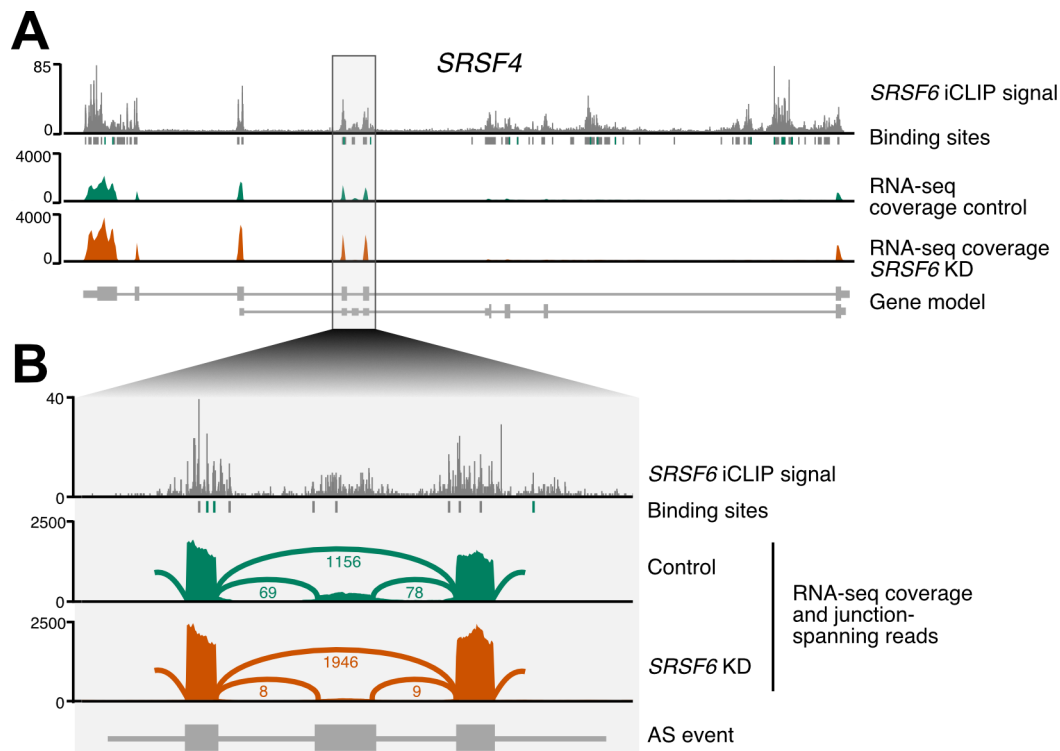 A
SRSF4
85
0
SRSF6 iCLIP signal
Binding sites
4000
0
RNA-seq
coverage control
4000
0
RNA-seq coverage
SRSF6 KD
Gene model
B
40
0
SRSF6 iCLIP signal
Binding sites
2500
0
1156
69
78
Control
2500
0
1946
8
9
SRSF6 KD
RNA-seq coverage
and junction-
spanning reads
AS event